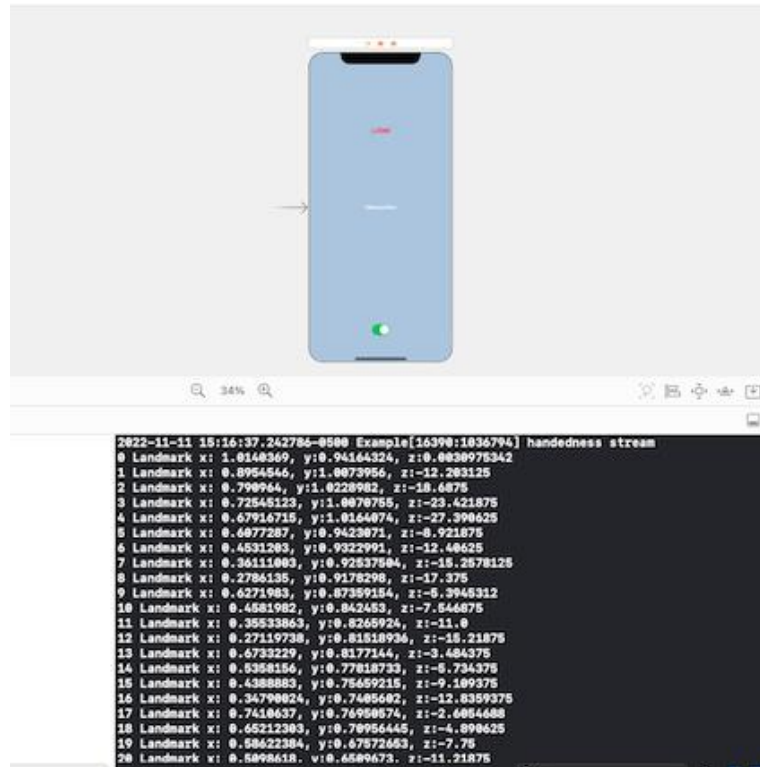 34%
2022-11-11 15:16:37.242786-0500 Example[16390:1036794] handedness stream
0 Landmark x: 1.0140369, y:0.94164324, z:0.0030975342
1 Landmark x: 0.8954546, y:1.0073956, z:-12.203125
2 Landmark x: 0.790964, y:1.0228982, z:-18.6875
3 Landmark x: 0.72545123, y:1.0070755, z:-23.421875
4 Landmark x: 0.67916715, y:1.0164074, z:-27.390625
5 Landmark x: 0.6077287, y:0.9423071, z:-8.921875
6 Landmark x: 0.4531203, y:0.9322991, z:-12.40625
7 Landmark x: 0.36111003, y:0.92537504, z:-15.2578125
8 Landmark x: 0.2786135, y:0.9178298, z:-17.375
9 Landmark x: 0.6271983, y:0.87359154, z:-5.3945312
10 Landmark x: 0.4581982, y:0.842453, z:-7.546875
11 Landmark x: 0.35533863, y:0.8265924, z:-11.0
12 Landmark x: 0.27119738, y:0.81518936, z:-15.21875
13 Landmark x: 0.6733229, y:0.8177144, z:-3.484375
14 Landmark x: 0.5358156, y:0.77818733, z:-5.734375
15 Landmark x: 0.4388883, y:0.75659215, z:-9.109375
16 Landmark x: 0.34790024, y:0.7405602, z:-12.8359375
17 Landmark x: 0.7410637, y:0.76950574, z:-2.6054688
18 Landmark x: 0.65212303, y:0.70956445, z:-4.890625
19 Landmark x: 0.58622384, y:0.67572653, z:-7.75
20 Landmark x: 0.5098618, y:0.6509673, z:-11.21875